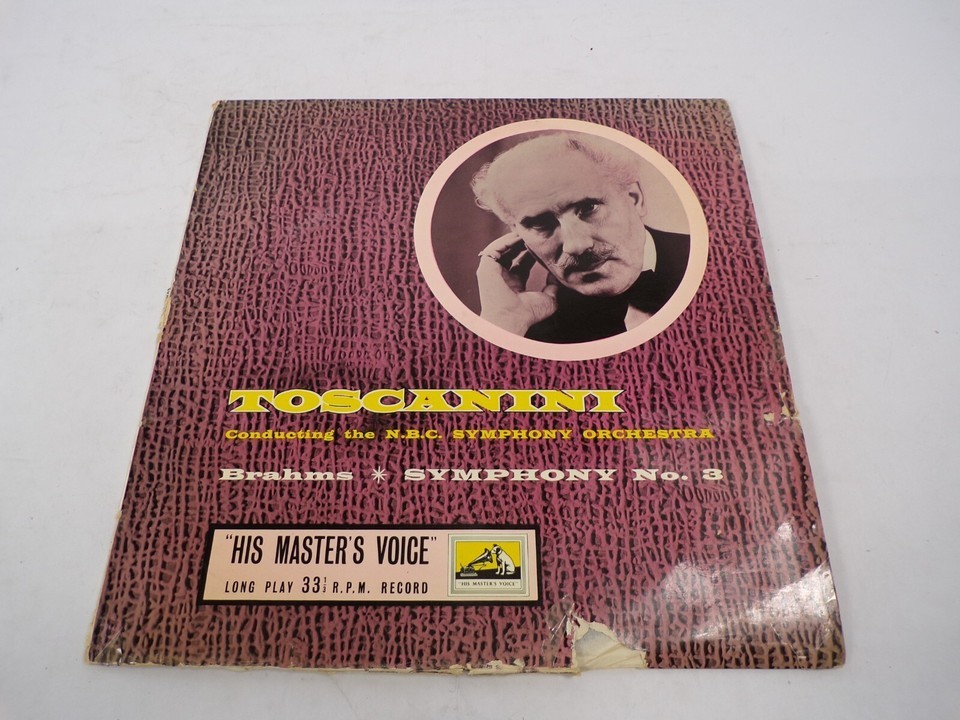 TOSCANINI
Conducting the N.B.C. SYMPHONY ORCHESTRA
Brahms * SYMPHONY No. 3
"HIS MASTER'S VOICE"
LONG PLAY 33⅓ R.P.M. RECORD
"HIS MASTER'S VOICE"